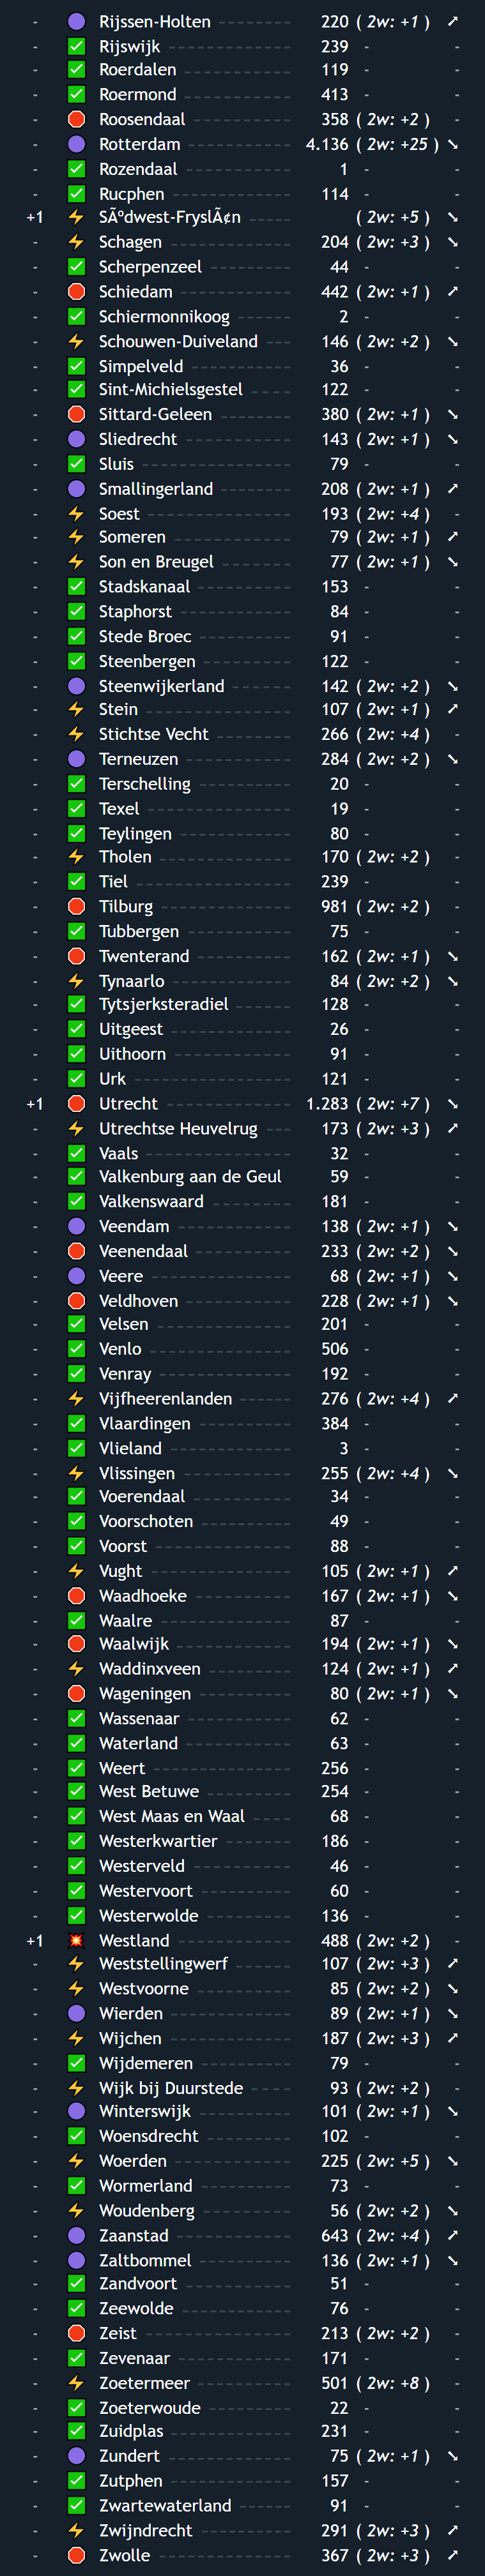 - Rijssen-Holten 220 ( 2w: +1 ) ➚
- Rijswijk 239 - -
- Roerdalen 119 - -
- Roermond 413 - -
- Roosendaal 358 ( 2w: +2 ) -
- Rotterdam 4.136 ( 2w: +25 ) ➘
- Rozendaal 1 - -
- Rucphen 114 - -
+1 SÃºdwest-FryslÃ¢n ( 2w: +5 ) ➘
- Schagen 204 ( 2w: +3 ) ➘
- Scherpenzeel 44 - -
- Schiedam 442 ( 2w: +1 ) ➚
- Schiermonnikoog 2 - -
- Schouwen-Duiveland 146 ( 2w: +2 ) ➘
- Simpelveld 36 - -
- Sint-Michielsgestel 122 - -
- Sittard-Geleen 380 ( 2w: +1 ) ➘
- Sliedrecht 143 ( 2w: +1 ) ➘
- Sluis 79 - -
- Smallingerland 208 ( 2w: +1 ) ➚
- Soest 193 ( 2w: +4 ) -
- Someren 79 ( 2w: +1 ) ➚
- Son en Breugel 77 ( 2w: +1 ) ➘
- Stadskanaal 153 - -
- Staphorst 84 - -
- Stede Broec 91 - -
- Steenbergen 122 - -
- Steenwijkerland 142 ( 2w: +2 ) ➘
- Stein 107 ( 2w: +1 ) ➚
- Stichtse Vecht 266 ( 2w: +4 ) -
- Terneuzen 284 ( 2w: +2 ) ➘
- Terschelling 20 - -
- Texel 19 - -
- Teylingen 80 - -
- Tholen 170 ( 2w: +2 ) -
- Tiel 239 - -
- Tilburg 981 ( 2w: +2 ) -
- Tubbergen 75 - -
- Twenterand 162 ( 2w: +1 ) ➘
- Tynaarlo 84 ( 2w: +2 ) ➘
- Tytsjerksteradiel 128 - -
- Uitgeest 26 - -
- Uithoorn 91 - -
- Urk 121 - -
+1 Utrecht 1.283 ( 2w: +7 ) ➘
- Utrechtse Heuvelrug 173 ( 2w: +3 ) ➚
- Vaals 32 - -
- Valkenburg aan de Geul 59 - -
- Valkenswaard 181 - -
- Veendam 138 ( 2w: +1 ) ➘
- Veenendaal 233 ( 2w: +2 ) ➘
- Veere 68 ( 2w: +1 ) ➘
- Veldhoven 228 ( 2w: +1 ) ➘
- Velsen 201 - -
- Venlo 506 - -
- Venray 192 - -
- Vijfheerenlanden 276 ( 2w: +4 ) ➚
- Vlaardingen 384 - -
- Vlieland 3 - -
- Vlissingen 255 ( 2w: +4 ) ➘
- Voerendaal 34 - -
- Voorschoten 49 - -
- Voorst 88 - -
- Vught 105 ( 2w: +1 ) ➚
- Waadhoeke 167 ( 2w: +1 ) ➘
- Waalre 87 - -
- Waalwijk 194 ( 2w: +1 ) ➘
- Waddinxveen 124 ( 2w: +1 ) ➚
- Wageningen 80 ( 2w: +1 ) ➘
- Wassenaar 62 - -
- Waterland 63 - -
- Weert 256 - -
- West Betuwe 254 - -
- West Maas en Waal 68 - -
- Westerkwartier 186 - -
- Westerveld 46 - -
- Westervoort 60 - -
- Westerwolde 136 - -
+1 Westland 488 ( 2w: +2 ) -
- Weststellingwerf 107 ( 2w: +3 ) ➚
- Westvoorne 85 ( 2w: +2 ) ➘
- Wierden 89 ( 2w: +1 ) ➘
- Wijchen 187 ( 2w: +3 ) ➚
- Wijdemeren 79 - -
- Wijk bij Duurstede 93 ( 2w: +2 ) -
- Winterswijk 101 ( 2w: +1 ) ➘
- Woensdrecht 102 - -
- Woerden 225 ( 2w: +5 ) ➘
- Wormerland 73 - -
- Woudenberg 56 ( 2w: +2 ) ➘
- Zaanstad 643 ( 2w: +4 ) ➚
- Zaltbommel 136 ( 2w: +1 ) ➘
- Zandvoort 51 - -
- Zeewolde 76 - -
- Zeist 213 ( 2w: +2 ) -
- Zevenaar 171 - -
- Zoetermeer 501 ( 2w: +8 ) -
- Zoeterwoude 22 - -
- Zuidplas 231 - -
- Zundert 75 ( 2w: +1 ) ➘
- Zutphen 157 - -
- Zwartewaterland 91 - -
- Zwijndrecht 291 ( 2w: +3 ) ➚
- Zwolle 367 ( 2w: +3 ) ➚